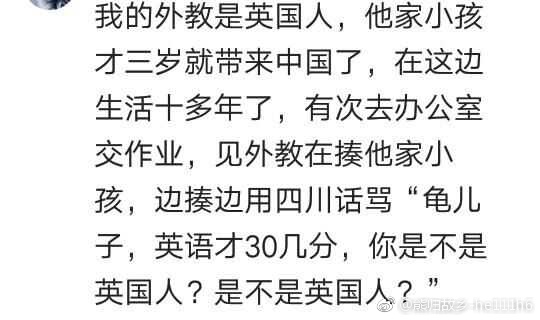 我的外教是英国人，他家小孩
才三岁就带来中国了，在这边
生活十多年了，有次去办公室
交作业，见外教在揍他家小
孩，边揍边用四川话骂“龟儿
子，英语才30几分，你是不是
英国人？是不是英国人？”